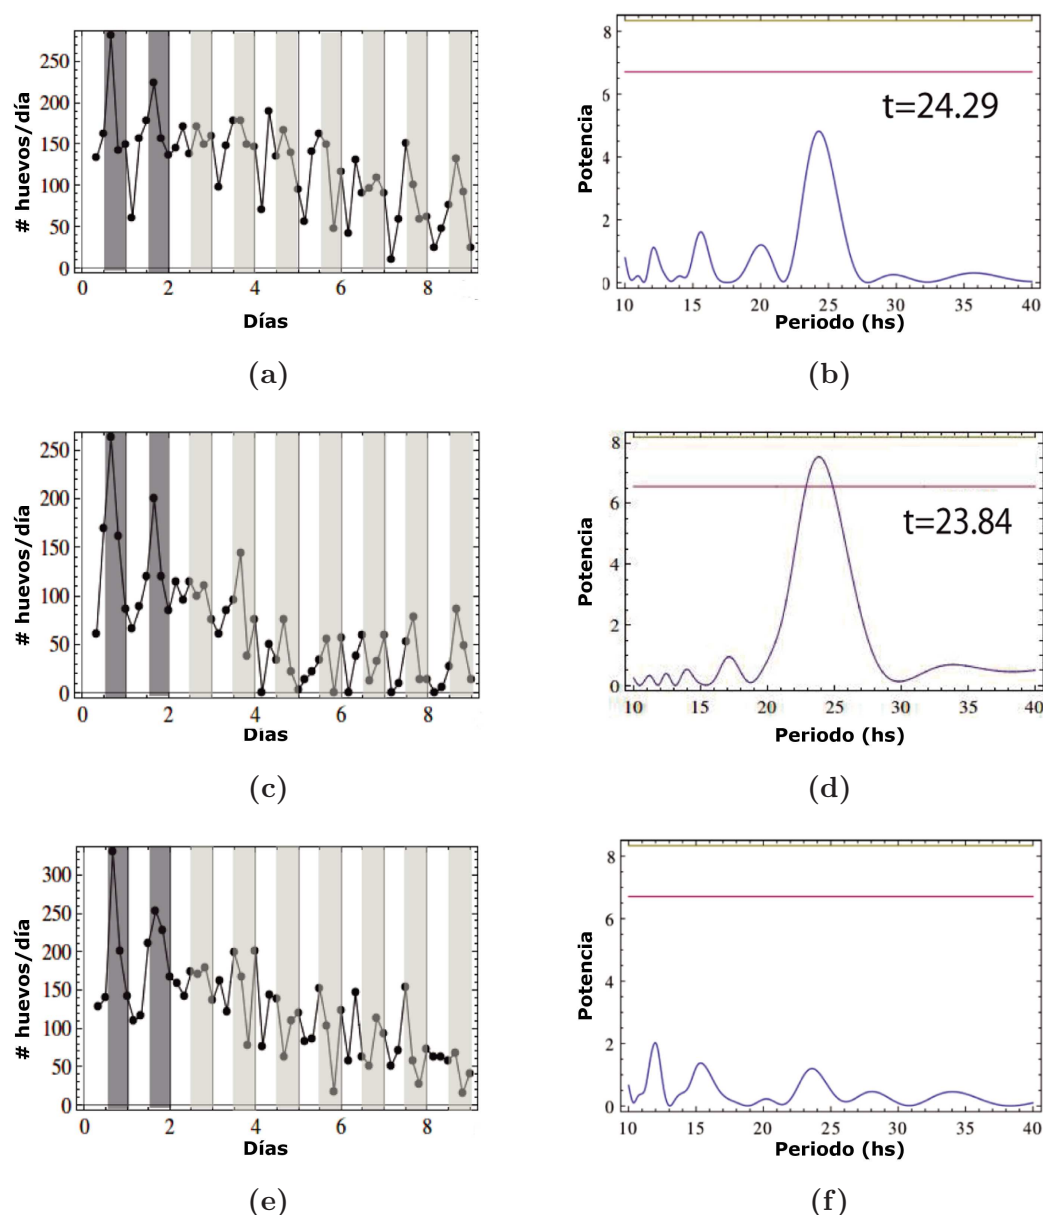 # huevos/día
250
200
150
100
50
0
0 2 4 6 8
Días
(a)
Potencia
8
6
4
2
0
10 15 20 25 30 35 40
t=24.29
Periodo (hs)
(b)
# huevos/día
250
200
150
100
50
0
0 2 4 6 8
Días
(c)
Potencia
8
6
4
2
0
10 15 20 25 30 35 40
t=23.84
Periodo (hs)
(d)
# huevos/día
300
250
200
150
100
50
0
0 2 4 6 8
Días
(e)
Potencia
8
6
4
2
0
10 15 20 25 30 35 40
Periodo (hs)
(f)